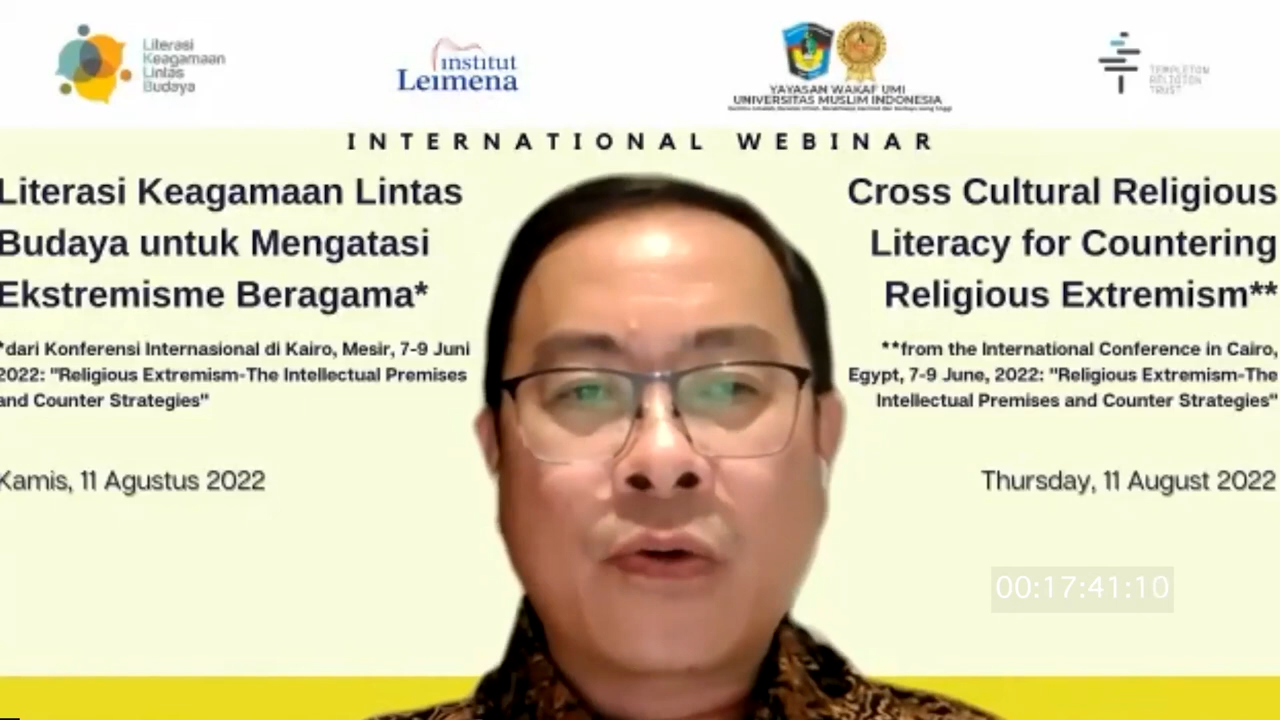 Literasi
Keagamaan
Lintas
Budaya
institut
Leimena
YAYASAN WAKAF UMI
UNIVERSITAS MUSLIM INDONESIA
TEMPLETON
RELIGION
TRUST
INTERNATIONAL WEBINAR
Literasi Keagamaan Lintas
Budaya untuk Mengatasi
Ekstremisme Beragama*
*dari Konferensi Internasional di Kairo, Mesir, 7-9 Juni
2022: "Religious Extremism-The Intellectual Premises
and Counter Strategies"
Kamis, 11 Agustus 2022
Cross Cultural Religious
Literacy for Countering
Religious Extremism**
**from the International Conference in Cairo,
Egypt, 7-9 June, 2022: "Religious Extremism-The
Intellectual Premises and Counter Strategies"
Thursday, 11 August 2022
00:17:41:10